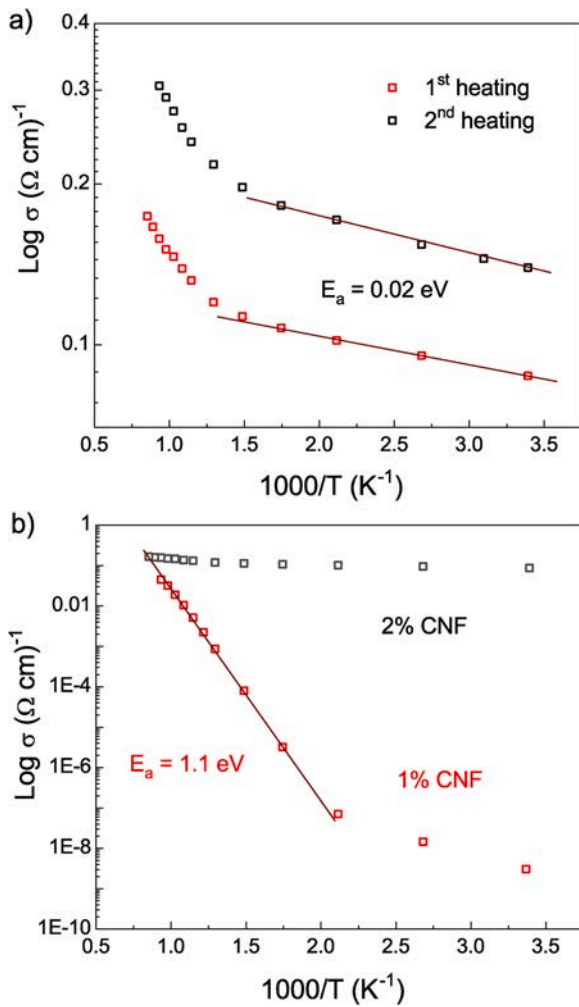 a)
0.4
0.3
0.2
0.1
Log σ (Ω cm)⁻¹
1ˢᵗ heating
2ⁿᵈ heating
Eₐ = 0.02 eV
0.5 1.0 1.5 2.0 2.5 3.0 3.5
1000/T (K⁻¹)
b)
1
0.01
1E-4
1E-6
1E-8
1E-10
Log σ (Ω cm)⁻¹
2% CNF
Eₐ = 1.1 eV
1% CNF
0.5 1.0 1.5 2.0 2.5 3.0 3.5
1000/T (K⁻¹)